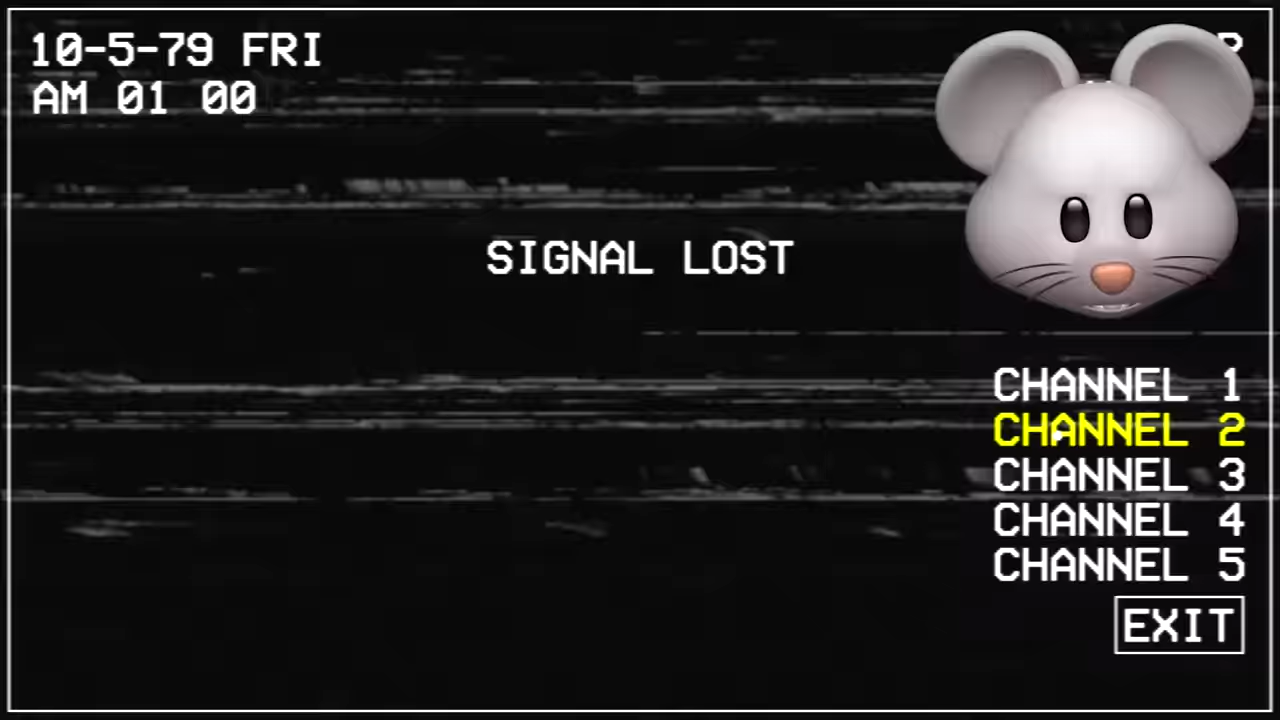 10-5-79 FRI
AM 01 00
SIGNAL LOST
CHANNEL 1
CHANNEL 2
CHANNEL 3
CHANNEL 4
CHANNEL 5
EXIT